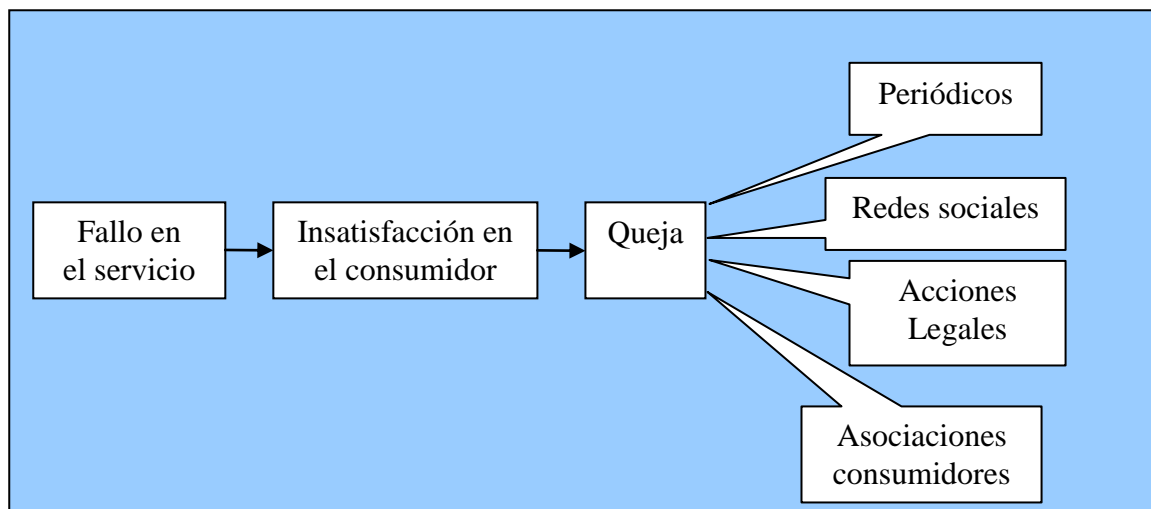 Periódicos
Redes sociales
Fallo en
el servicio
Insatisfacción en
el consumidor
Queja
Acciones
Legales
Asociaciones
consumidores